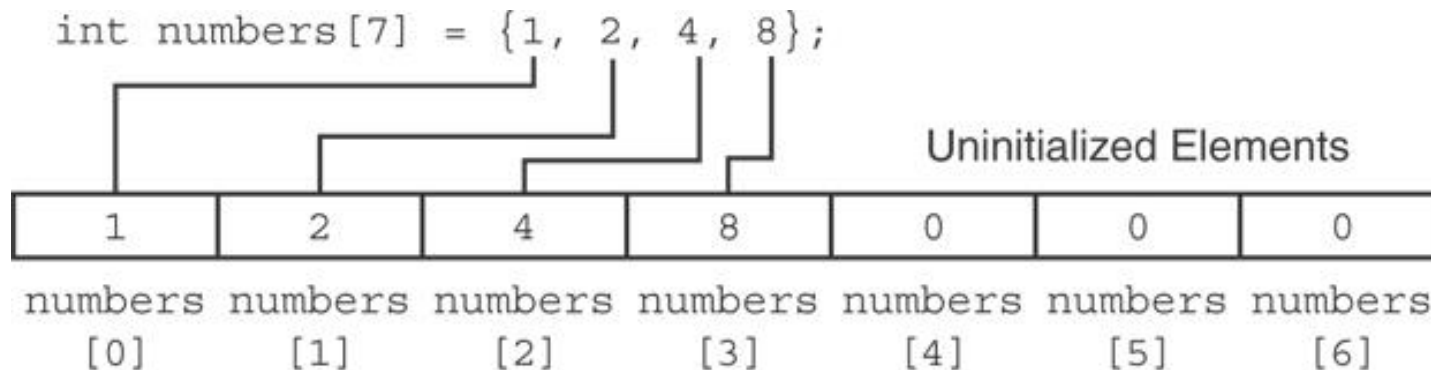 int numbers[7] = {1, 2, 4, 8};
Uninitialized Elements
1 2 4 8 0 0 0
numbers numbers numbers numbers numbers numbers numbers
[0] [1] [2] [3] [4] [5] [6]